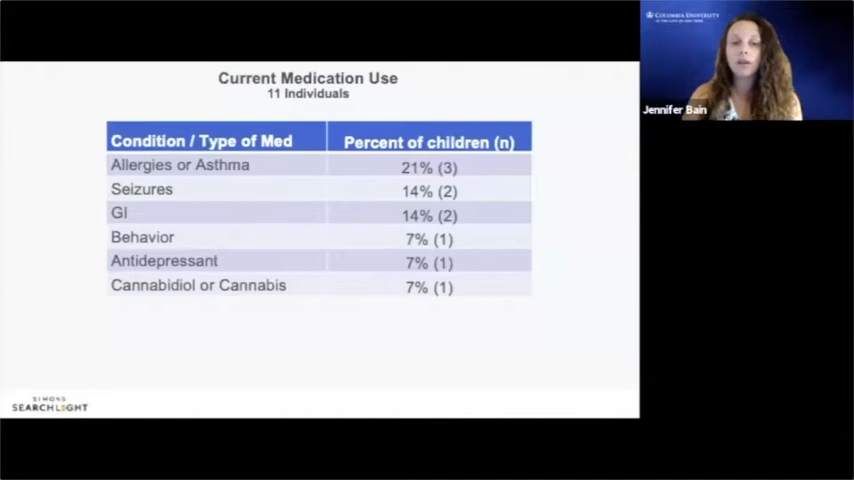 Current Medication Use
11 Individuals
Condition / Type of Med Percent of children (n)
Allergies or Asthma 21% (3)
Seizures 14% (2)
GI 14% (2)
Behavior 7% (1)
Antidepressant 7% (1)
Cannabidiol or Cannabis 7% (1)
SIMONS
SEARCHLIGHT
COLUMBIA UNIVERSITY
Jennifer Bain